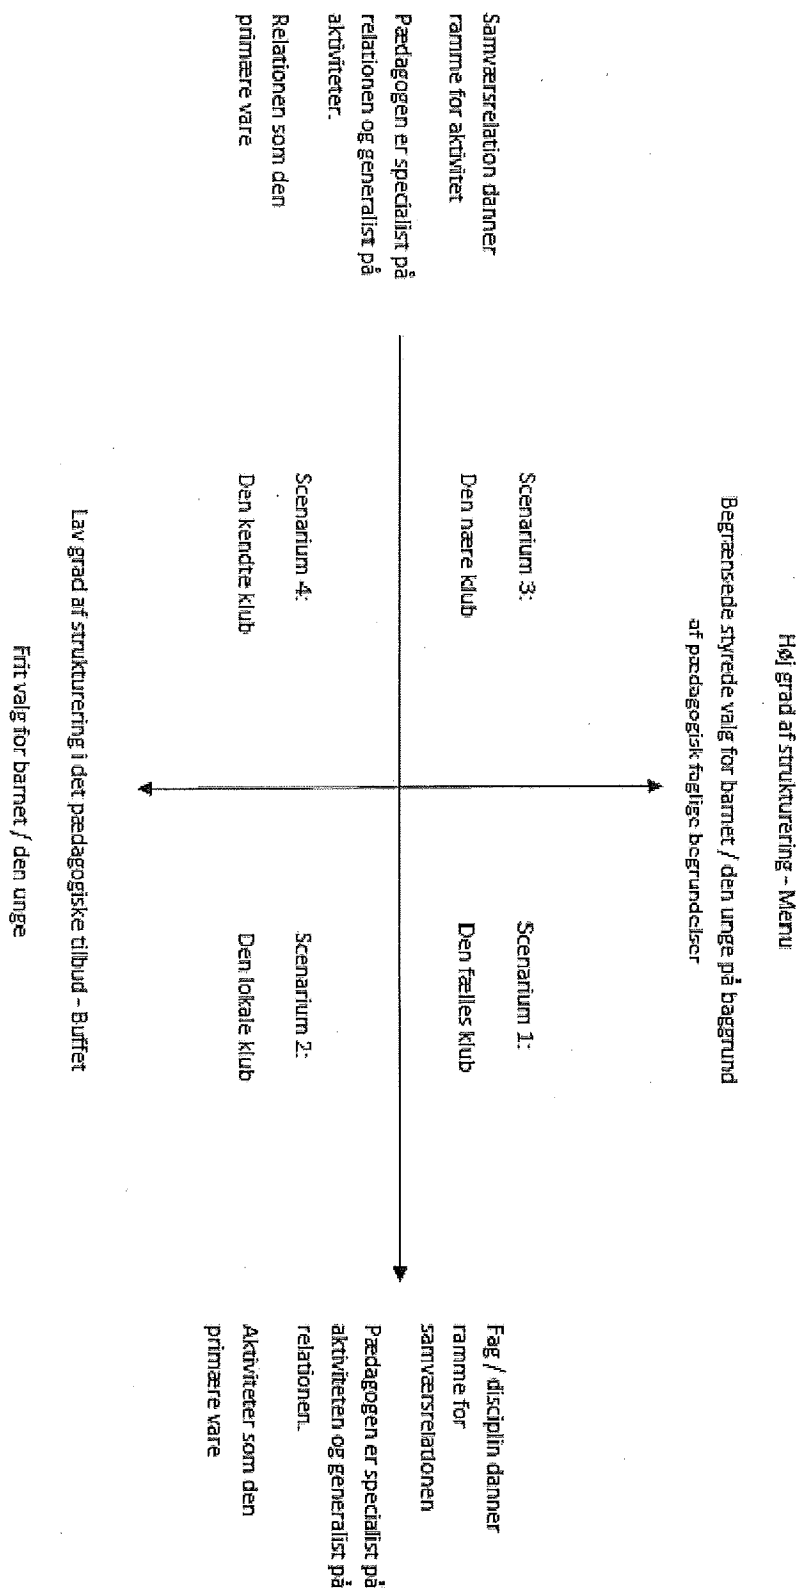 Høj grad af strukturering – Menu
Begrænsede styrede valg for barnet / den unge på baggrund
af pædagogisk faglige begrundelser
Samværsrelation danner
ramme for aktivitet
Pædagogen er specialist på
relationen og generalist på
aktiviteter.
Relationen som den
primære vare
Scenarium 3:
Den nære klub
Scenarium 1:
Den fælles klub
Scenarium 4:
Den kendte klub
Scenarium 2:
Den lokale klub
Fag / disciplin danner
ramme for
samværsrelationen
Pædagogen er specialist på
aktiviteten og generalist på
relationen.
Aktiviteter som den
primære vare
Lav grad af strukturering i det pædagogiske tilbud – Buffet
Frit valg for barnet / den unge